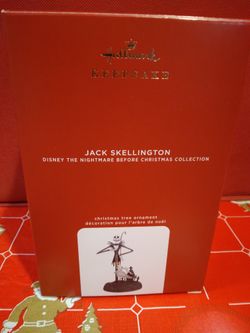 Hallmark
KEEPSAKE
JACK SKELLINGTON
DISNEY THE NIGHTMARE BEFORE CHRISTMAS COLLECTION
christmas tree ornament
décoration pour l'arbre de noël